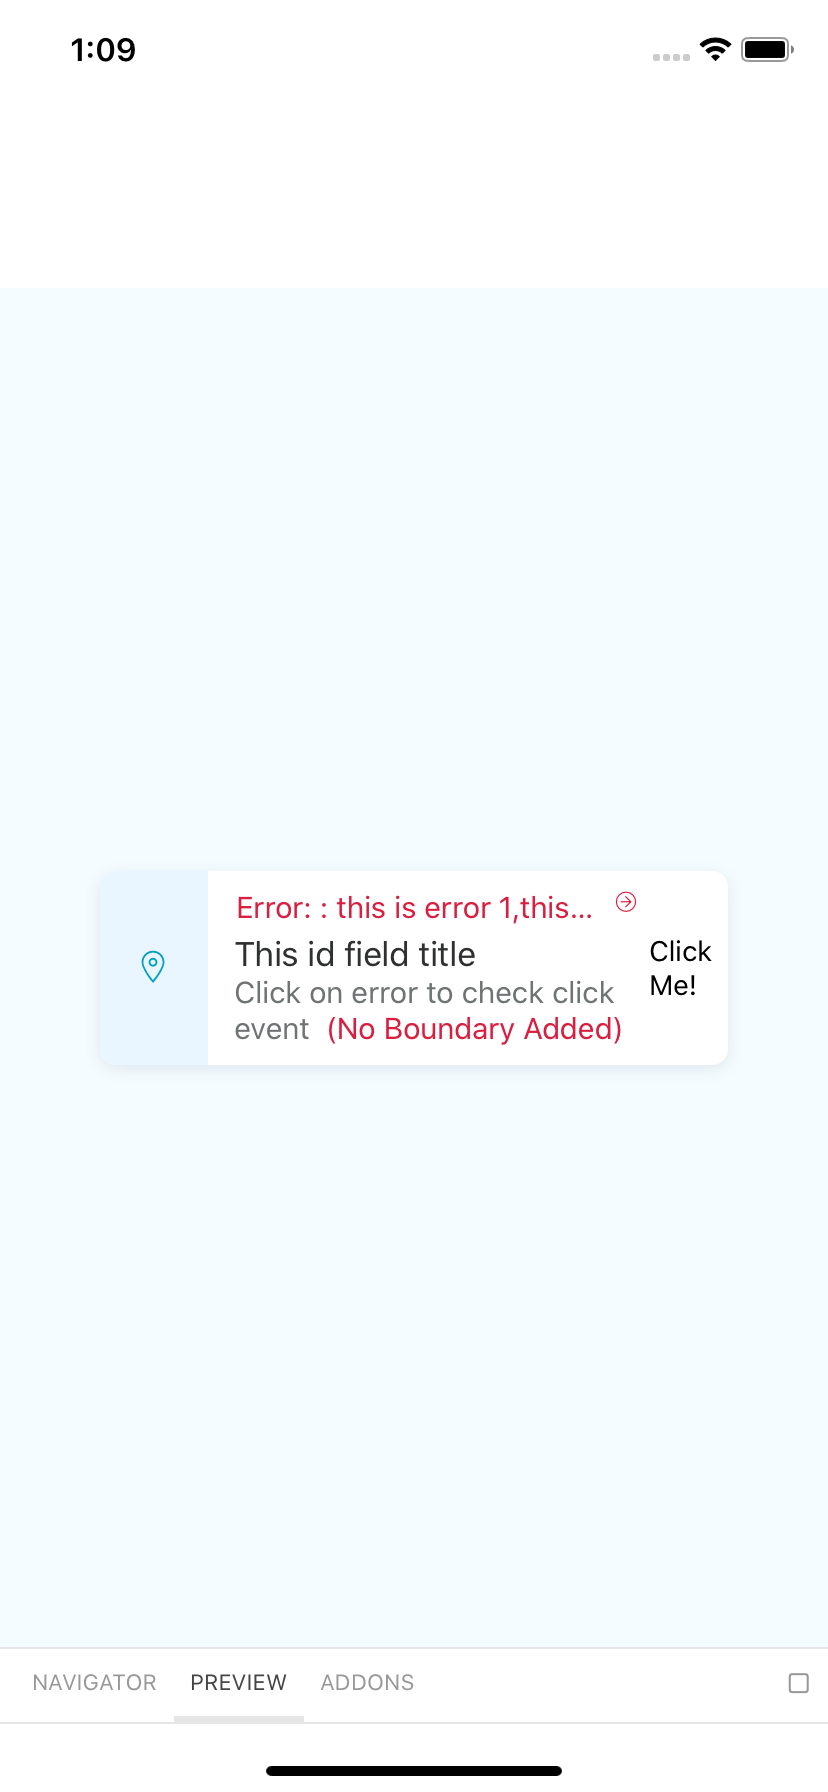 1:09
Error: : this is error 1,this...
This id field title
Click on error to check click
event (No Boundary Added)
Click
Me!
NAVIGATOR PREVIEW ADDONS